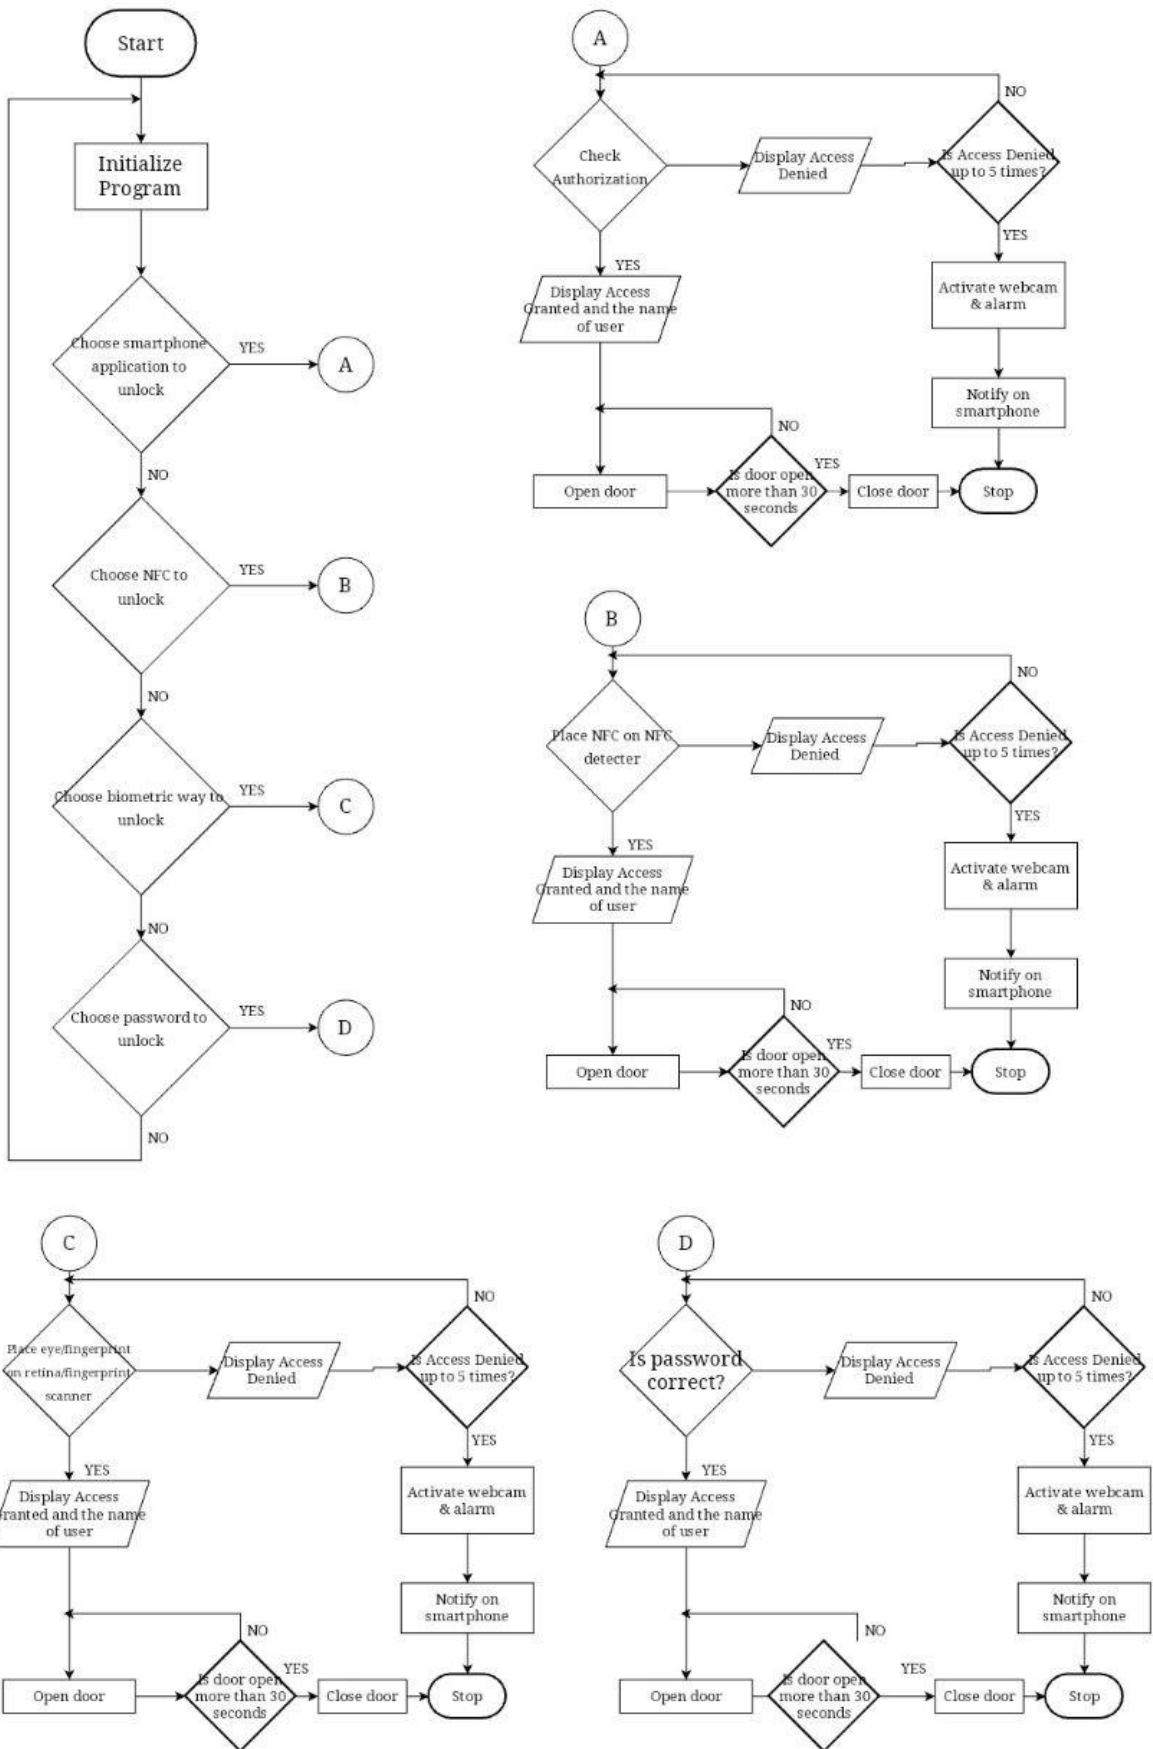 Start
Initialize
Program
Choose smartphone
application to
unlock
YES
A
NO
Choose NFC to
unlock
YES
B
NO
Choose biometric way to
unlock
YES
C
NO
Choose password to
unlock
YES
D
NO
A
Check
Authorization
Display Access
Denied
Is Access Denied
up to 5 times?
NO
YES
Activate webcam
& alarm
Notify on
smartphone
YES
Display Access
Granted and the name
of user
Open door
Is door open
more than 30
seconds
NO
YES
Close door
Stop
B
Place NFC on NFC
detecter
Display Access
Denied
Is Access Denied
up to 5 times?
NO
YES
Activate webcam
& alarm
Notify on
smartphone
YES
Display Access
Granted and the name
of user
Open door
Is door open
more than 30
seconds
NO
YES
Close door
Stop
C
Place eye/fingerprint
on retina/fingerprint
scanner
Display Access
Denied
Is Access Denied
up to 5 times?
NO
YES
Activate webcam
& alarm
Notify on
smartphone
YES
Display Access
Granted and the name
of user
Open door
Is door open
more than 30
seconds
NO
YES
Close door
Stop
D
Is password
correct?
Display Access
Denied
Is Access Denied
up to 5 times?
NO
YES
Activate webcam
& alarm
Notify on
smartphone
YES
Display Access
Granted and the name
of user
Open door
Is door open
more than 30
seconds
NO
YES
Close door
Stop